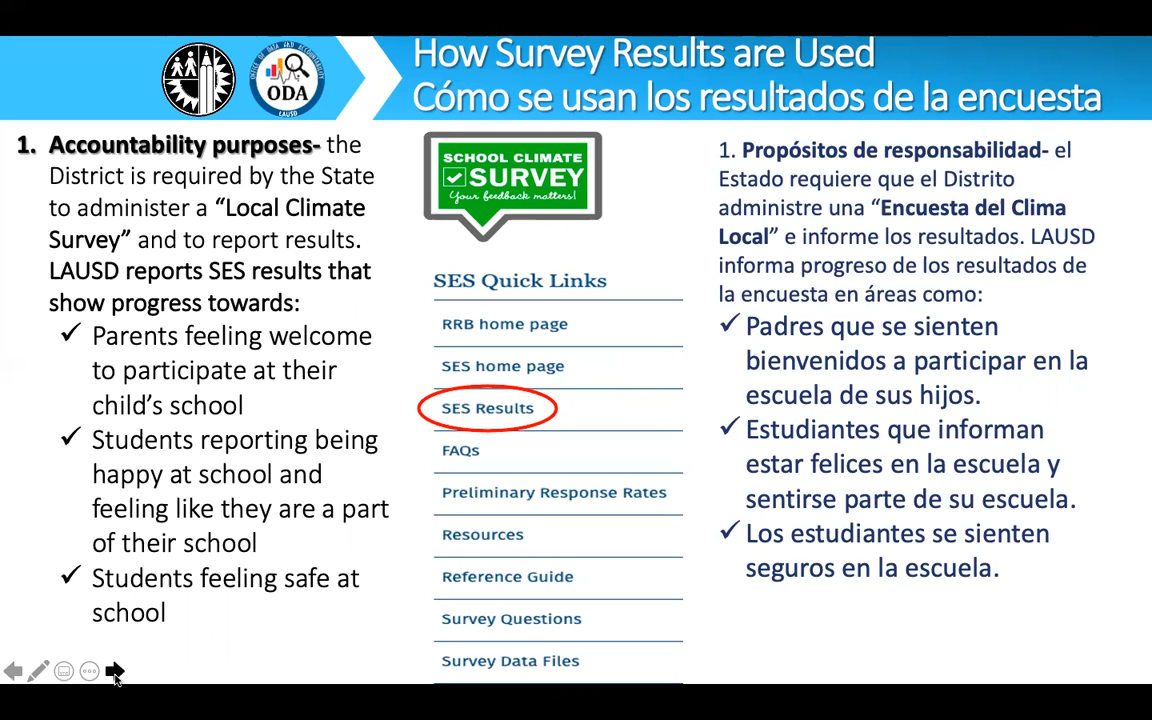 How Survey Results are Used
Cómo se usan los resultados de la encuesta
OFFICE OF DATA AND ACCOUNTABILITY
ODA
LAUSD
1. Accountability purposes- the
District is required by the State
to administer a “Local Climate
Survey” and to report results.
LAUSD reports SES results that
show progress towards:
✓ Parents feeling welcome
to participate at their
child’s school
✓ Students reporting being
happy at school and
feeling like they are a part
of their school
✓ Students feeling safe at
school
SCHOOL CLIMATE
SURVEY
Your feedback matters!
SES Quick Links
RRB home page
SES home page
SES Results
FAQs
Preliminary Response Rates
Resources
Reference Guide
Survey Questions
Survey Data Files
1. Propósitos de responsabilidad- el
Estado requiere que el Distrito
administre una “Encuesta del Clima
Local” e informe los resultados. LAUSD
informa progreso de los resultados de
la encuesta en áreas como:
✓ Padres que se sienten
bienvenidos a participar en la
escuela de sus hijos.
✓ Estudiantes que informan
estar felices en la escuela y
sentirse parte de su escuela.
✓ Los estudiantes se sienten
seguros en la escuela.